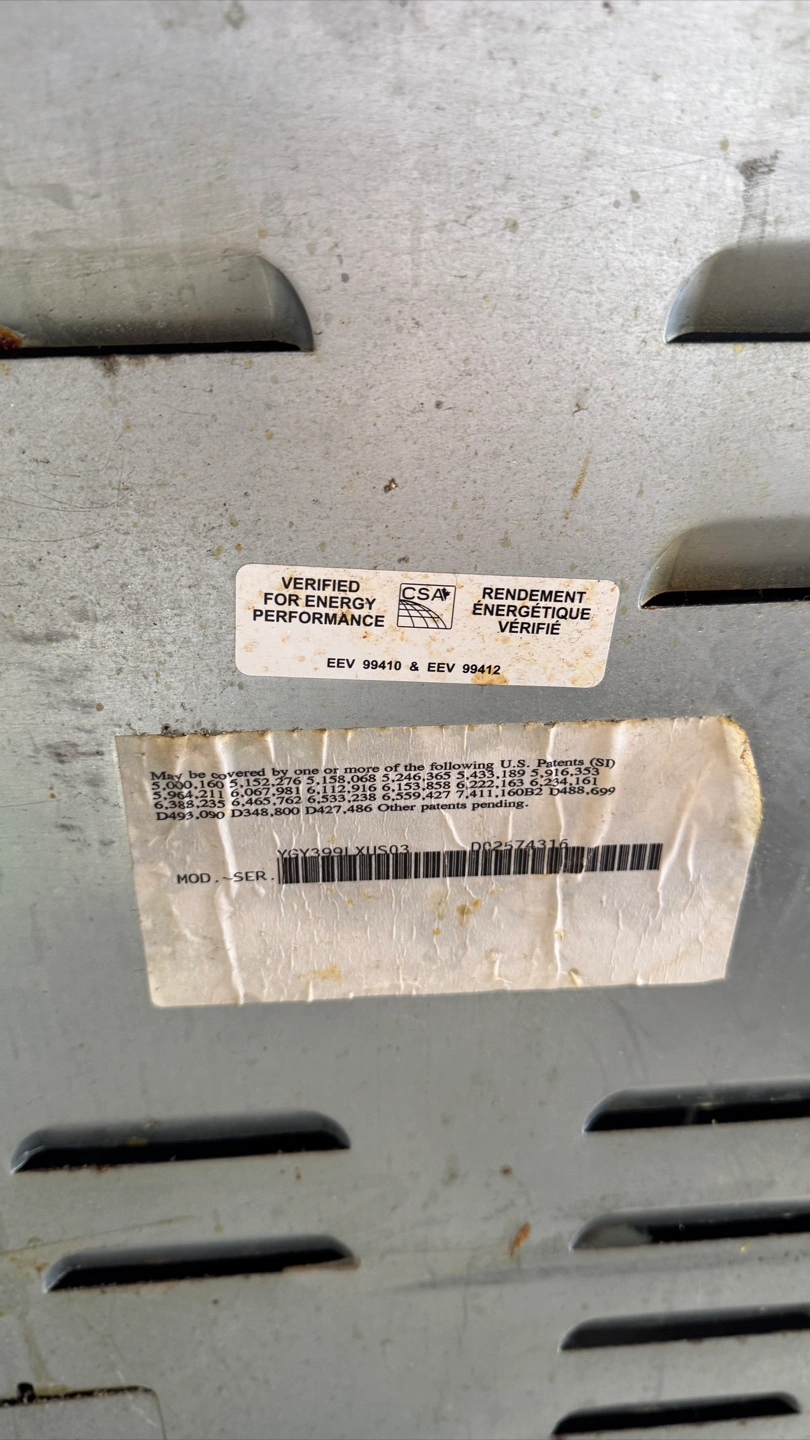 VERIFIED
FOR ENERGY
PERFORMANCE
CSA
RENDEMENT
ÉNERGÉTIQUE
VÉRIFIÉ
EEV 99410 & EEV 99412
May be covered by one or more of the following U.S. Patents (SI)
5,000,160 5,152,276 5,158,068 5,246,365 5,433,189 5,916,353
5,964,211 6,067,981 6,112,916 6,153,858 6,222,163 6,234,161
6,388,235 6,465,762 6,533,238 6,559,427 7,411,160B2 D488,699
D493,090 D348,800 D427,486 Other patents pending.
YGY399LXUS03 D02574316
MOD.~SER.